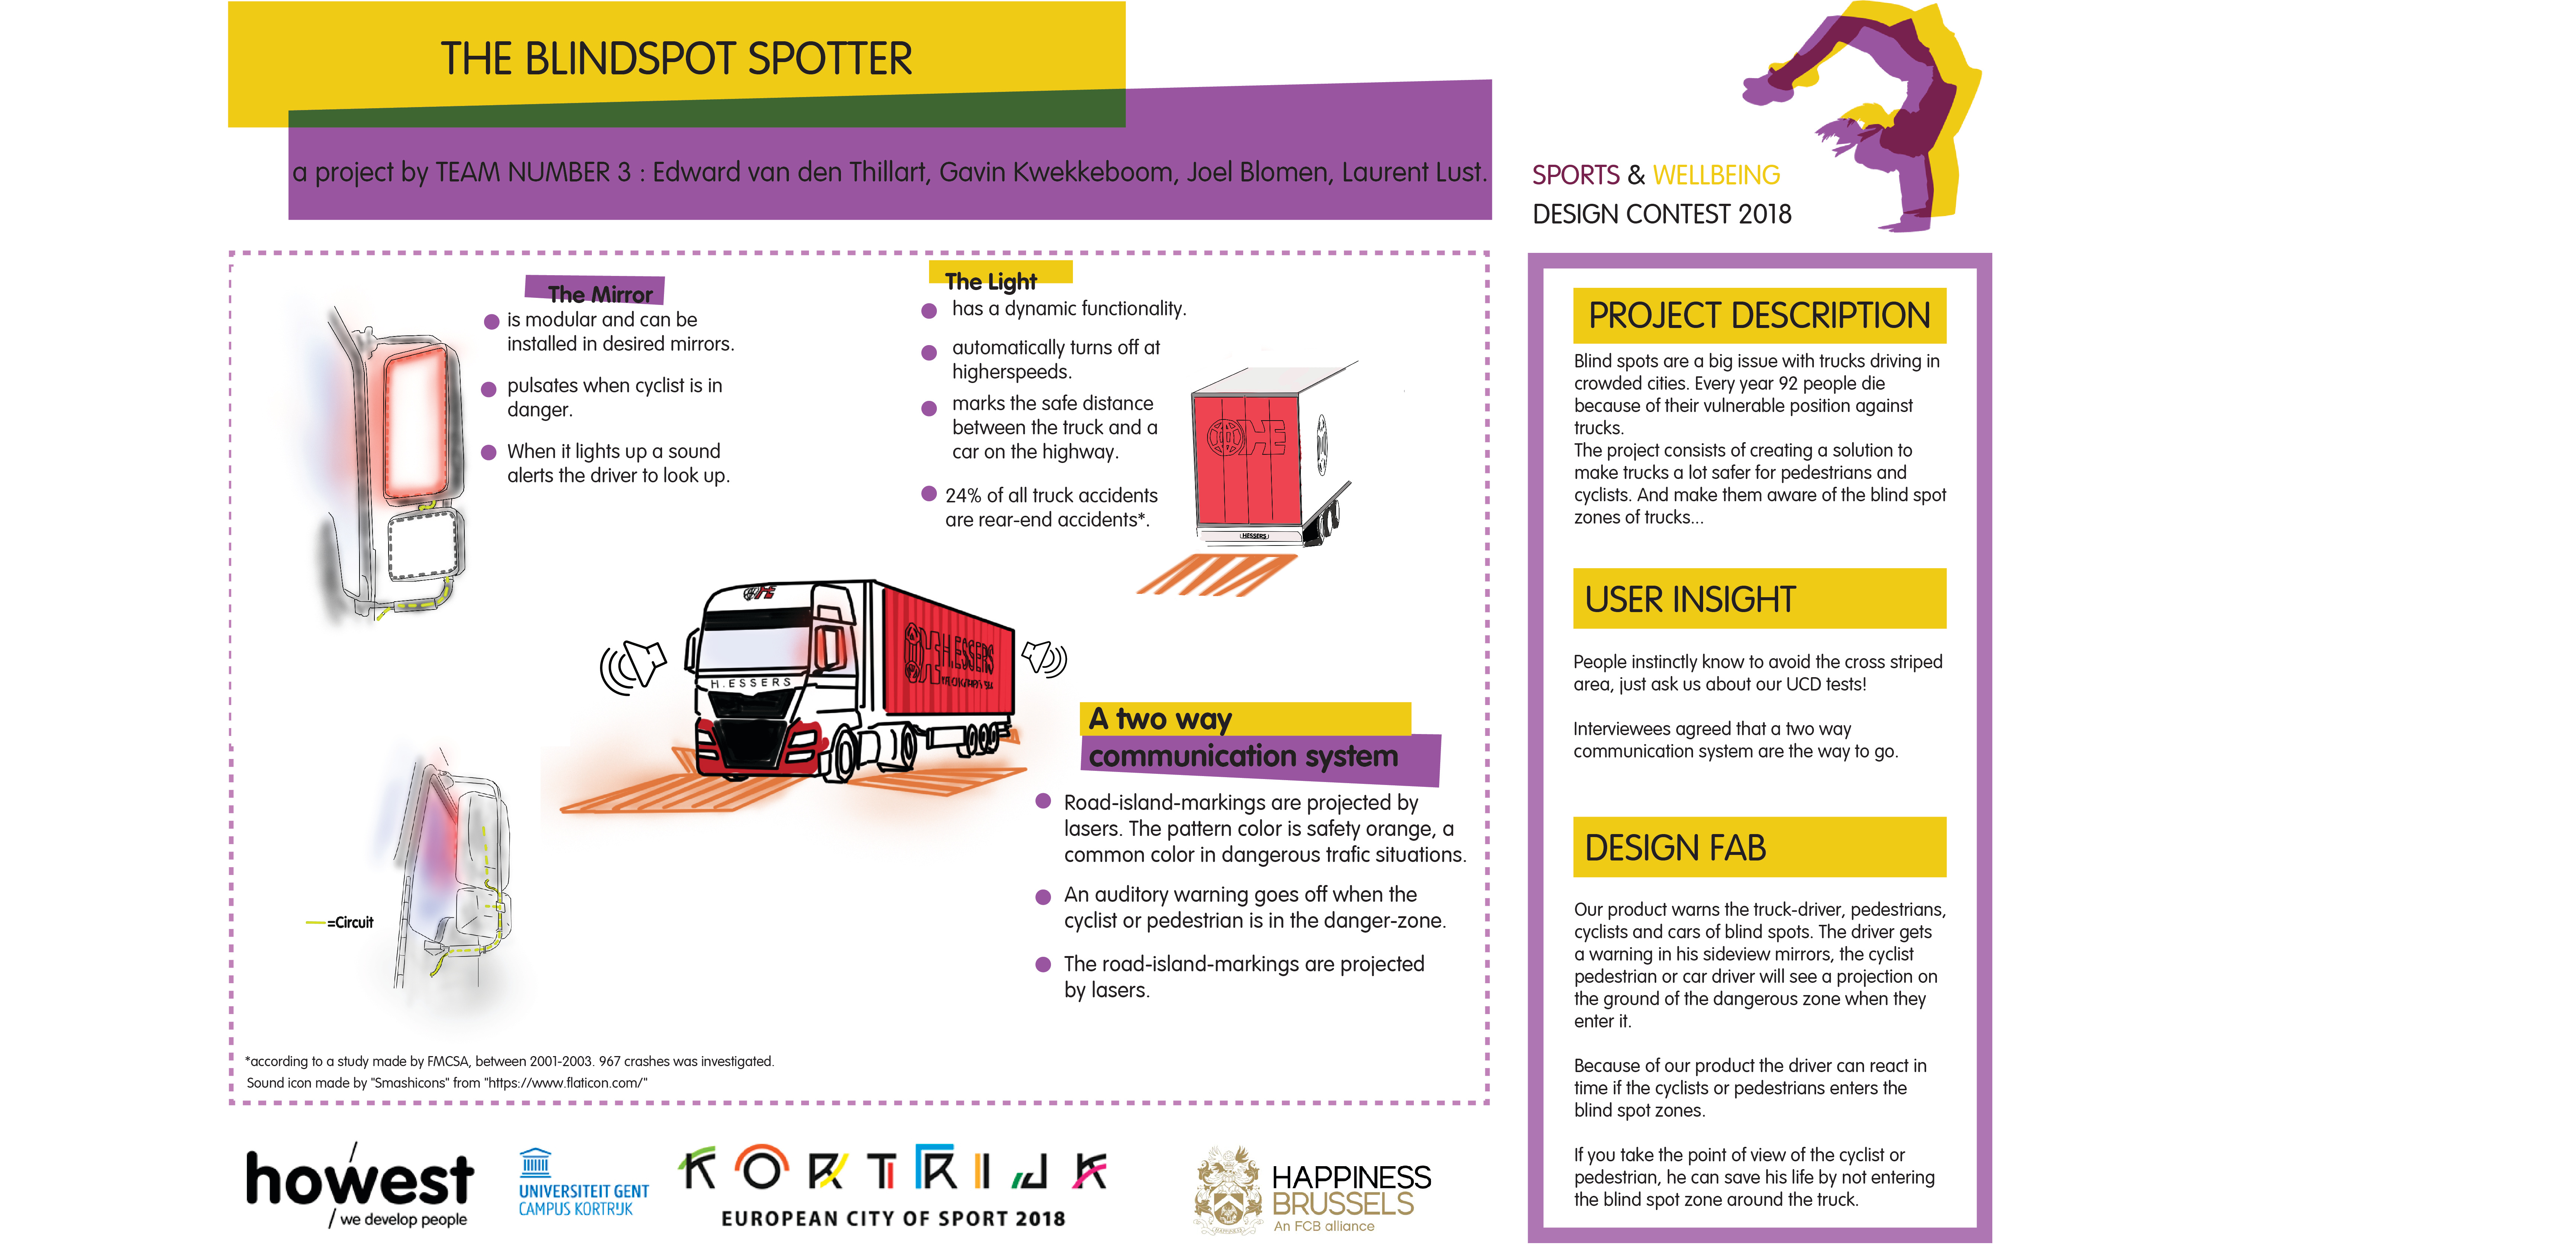 THE BLINDSPOT SPOTTER
a project by TEAM NUMBER 3 : Edward van den Thillart, Gavin Kwekkeboom, Joel Blomen, Laurent Lust.
SPORTS & WELLBEING
DESIGN CONTEST 2018
The Mirror
is modular and can be
installed in desired mirrors.
pulsates when cyclist is in
danger.
When it lights up a sound
alerts the driver to look up.
The Light
has a dynamic functionality.
automatically turns off at
higherspeeds.
marks the safe distance
between the truck and a
car on the highway.
24% of all truck accidents
are rear-end accidents*.
HESSERS
H.ESSERS
H.ESSERS
A two way
communication system
Road-island-markings are projected by
lasers. The pattern color is safety orange, a
common color in dangerous trafic situations.
An auditory warning goes off when the
cyclist or pedestrian is in the danger-zone.
The road-island-markings are projected
by lasers.
=Circuit
*according to a study made by FMCSA, between 2001-2003. 967 crashes was investigated.
Sound icon made by "Smashicons" from "https://www.flaticon.com/"
PROJECT DESCRIPTION
Blind spots are a big issue with trucks driving in
crowded cities. Every year 92 people die
because of their vulnerable position against
trucks.
The project consists of creating a solution to
make trucks a lot safer for pedestrians and
cyclists. And make them aware of the blind spot
zones of trucks...
USER INSIGHT
People instinctly know to avoid the cross striped
area, just ask us about our UCD tests!
Interviewees agreed that a two way
communication system are the way to go.
DESIGN FAB
Our product warns the truck-driver, pedestrians,
cyclists and cars of blind spots. The driver gets
a warning in his sideview mirrors, the cyclist
pedestrian or car driver will see a projection on
the ground of the dangerous zone when they
enter it.
Because of our product the driver can react in
time if the cyclists or pedestrians enters the
blind spot zones.
If you take the point of view of the cyclist or
pedestrian, he can save his life by not entering
the blind spot zone around the truck.
howest
we develop people
UNIVERSITEIT GENT
CAMPUS KORTRIJK
KORTRIJK
EUROPEAN CITY OF SPORT 2018
HAPPINESS
BRUSSELS
An FCB alliance